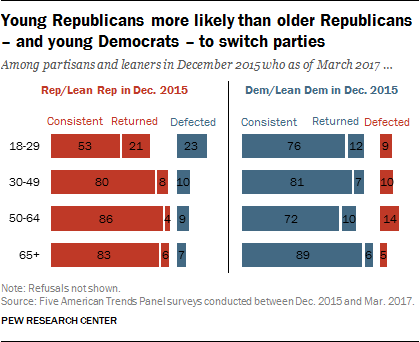 Young Republicans more likely than older Republicans
– and young Democrats – to switch parties
Among partisans and leaners in December 2015 who as of March 2017 ...
Rep/Lean Rep in Dec. 2015 Dem/Lean Dem in Dec. 2015
Consistent Returned Defected Consistent Returned Defected
18-29 53 21 23 76 12 9
30-49 80 8 10 81 7 10
50-64 86 4 9 72 10 14
65+ 83 6 7 89 6 5
Note: Refusals not shown.
Source: Five American Trends Panel surveys conducted between Dec. 2015 and Mar. 2017.
PEW RESEARCH CENTER